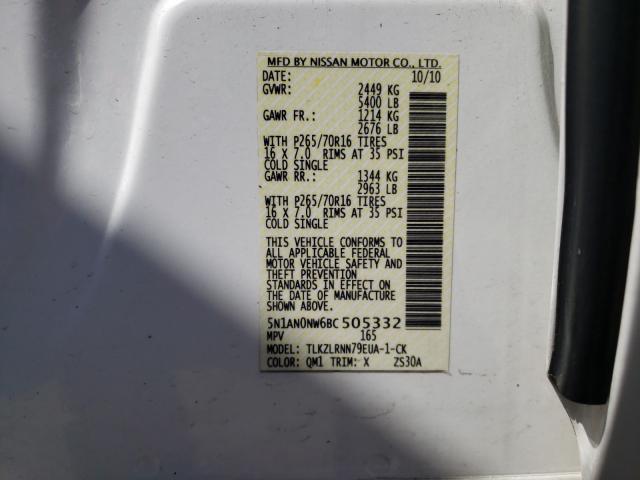 MFD BY NISSAN MOTOR CO., LTD.
DATE: 10/10
GVWR: 2449 KG
5400 LB
GAWR FR.: 1214 KG
2676 LB
WITH P265/70R16 TIRES
16 X 7.0 RIMS AT 35 PSI
COLD SINGLE
GAWR RR.: 1344 KG
2963 LB
WITH P265/70R16 TIRES
16 X 7.0 RIMS AT 35 PSI
COLD SINGLE
THIS VEHICLE CONFORMS TO
ALL APPLICABLE FEDERAL
MOTOR VEHICLE SAFETY AND
THEFT PREVENTION
STANDARDS IN EFFECT ON
THE DATE OF MANUFACTURE
SHOWN ABOVE.
5N1AN0NW6BC505332
MPV 165
MODEL: TLKZLRNN79EUA-1-CK
COLOR: QM1 TRIM: X ZS30A